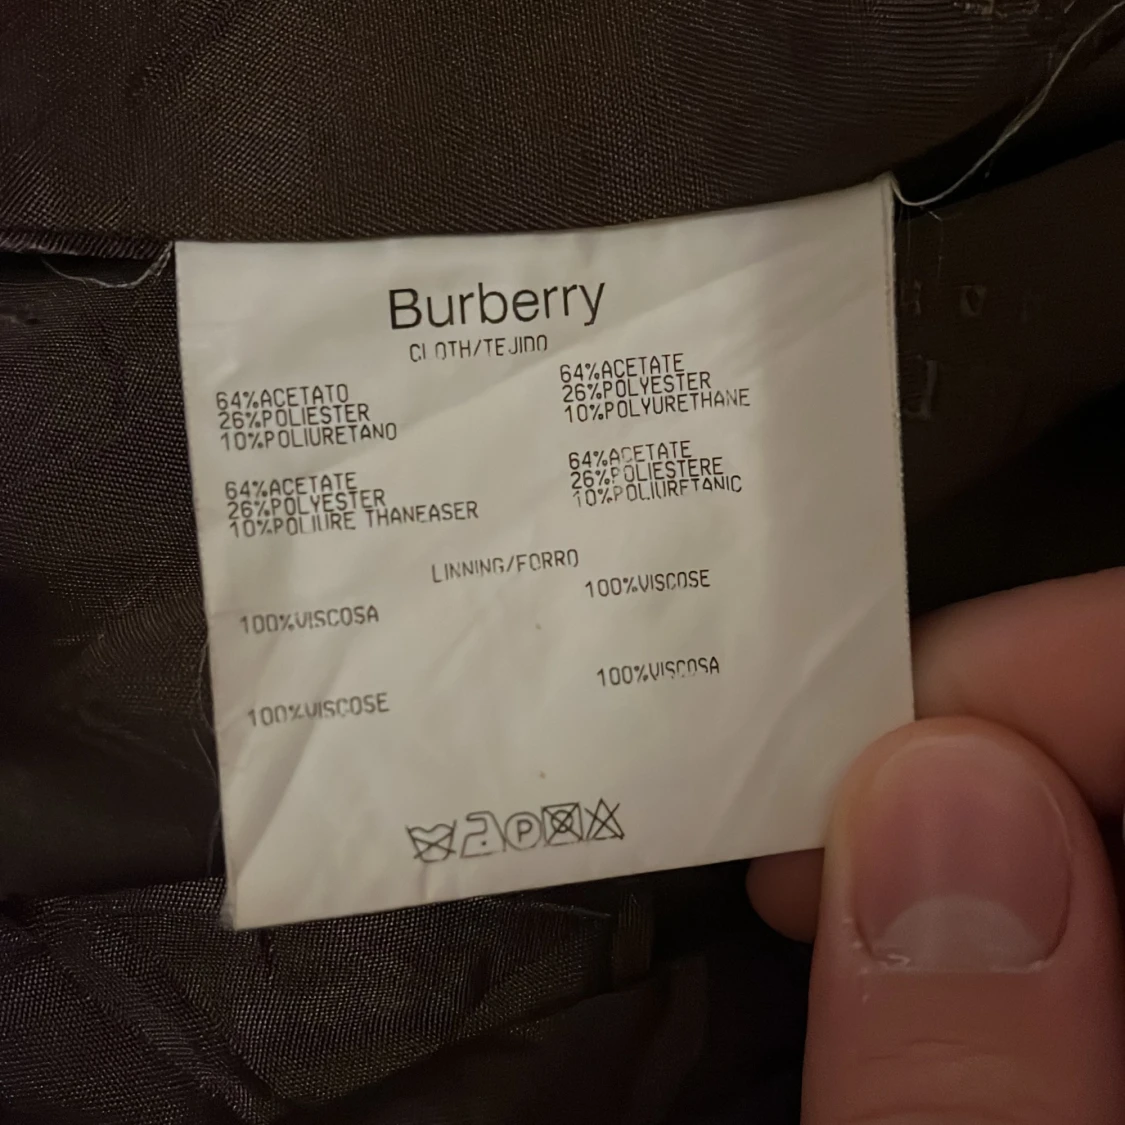 Burberry
CLOTH/TEJIDO
64%ACETATO
26%POLIESTER
10%POLIURETANO
64%ACETATE
26%POLYESTER
10%POLYURETHANE
64%ACETATE
26%POLYESTER
10%POLIURE THANEASER
64%ACETATE
26%POLIESTERE
10%POLIURETANIC
LINNING/FORRO
100%VISCOSA
100%VISCOSE
100%VISCOSE
100%VISCOSA
P